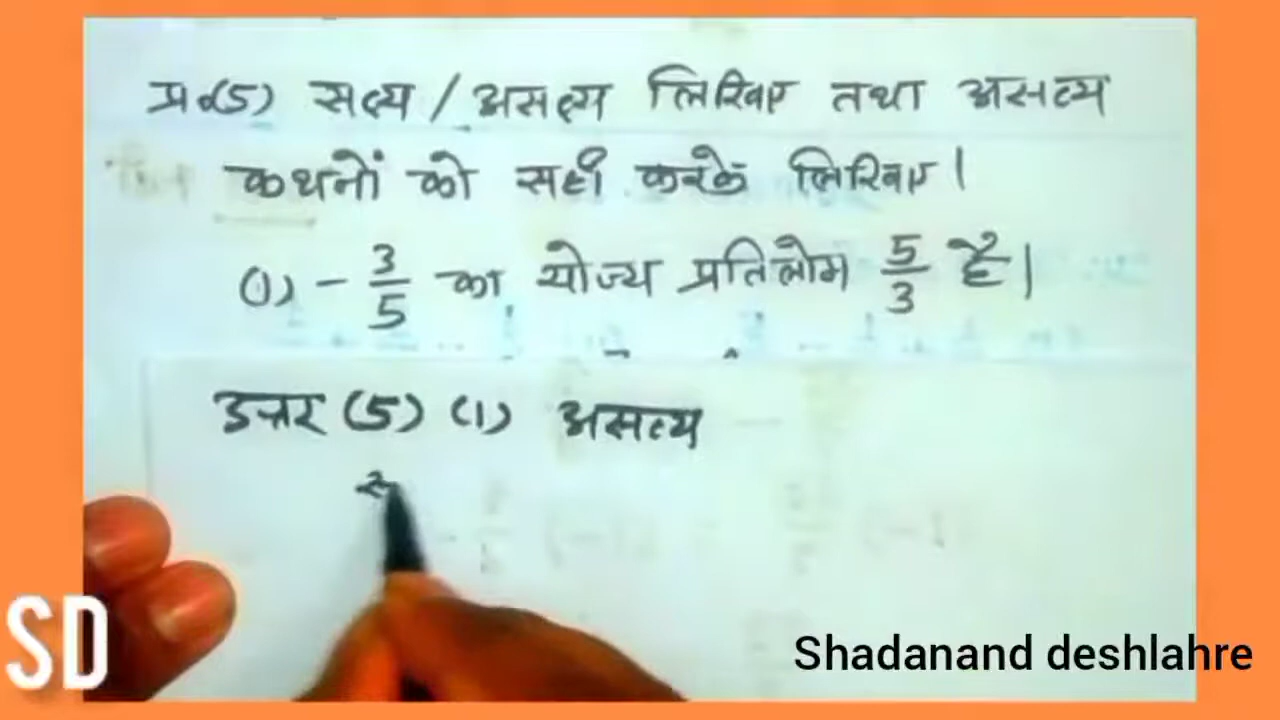 प्र०(5) सत्य / असत्य लिखिए तथा असत्य
कथनों को सही करके लिखिए।
(1) - 3/5 का योज्य प्रतिलोम 5/3 है।
उत्तर (5) (1) असत्य
SD
Shadanand deshlahre